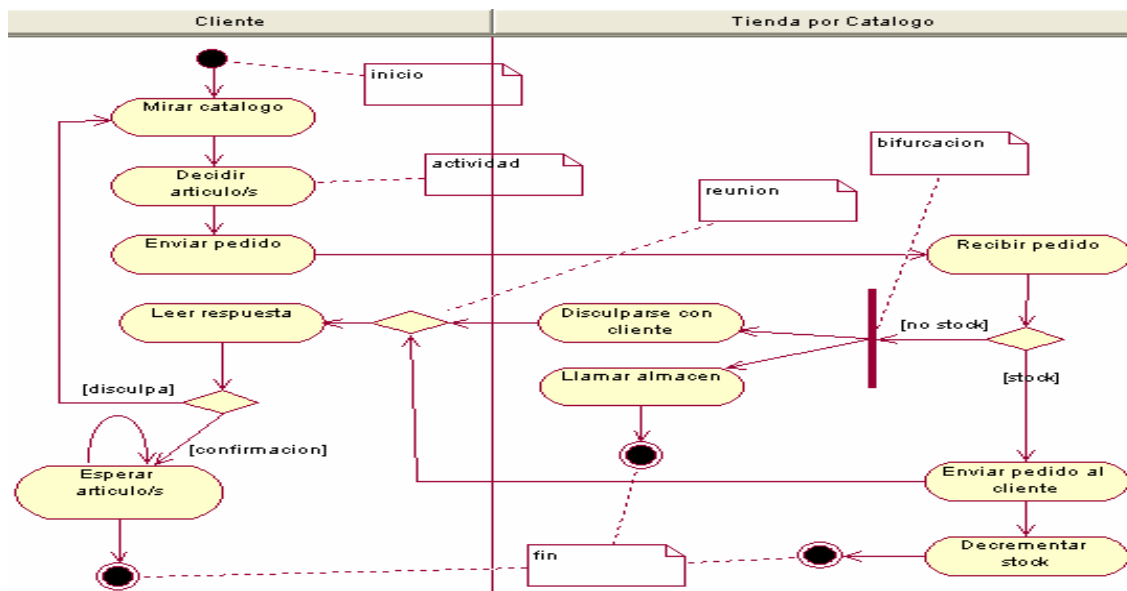 Cliente
Tienda por Catalogo
inicio
Mirar catalogo
bifurcacion
actividad
Decidir
articulo/s
reunion
Enviar pedido
Recibir pedido
Leer respuesta
Disculparse con
cliente
[no stock]
Llamar almacen
[stock]
[disculpa]
[confirmacion]
Esperar
articulo/s
Enviar pedido al
cliente
fin
Decrementar
stock